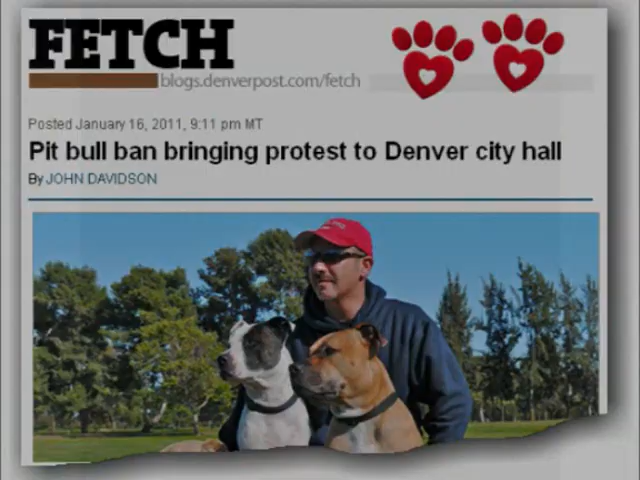 FETCH
blogs.denverpost.com/fetch
Posted January 16, 2011, 9:11 pm MT
Pit bull ban bringing protest to Denver city hall
By JOHN DAVIDSON